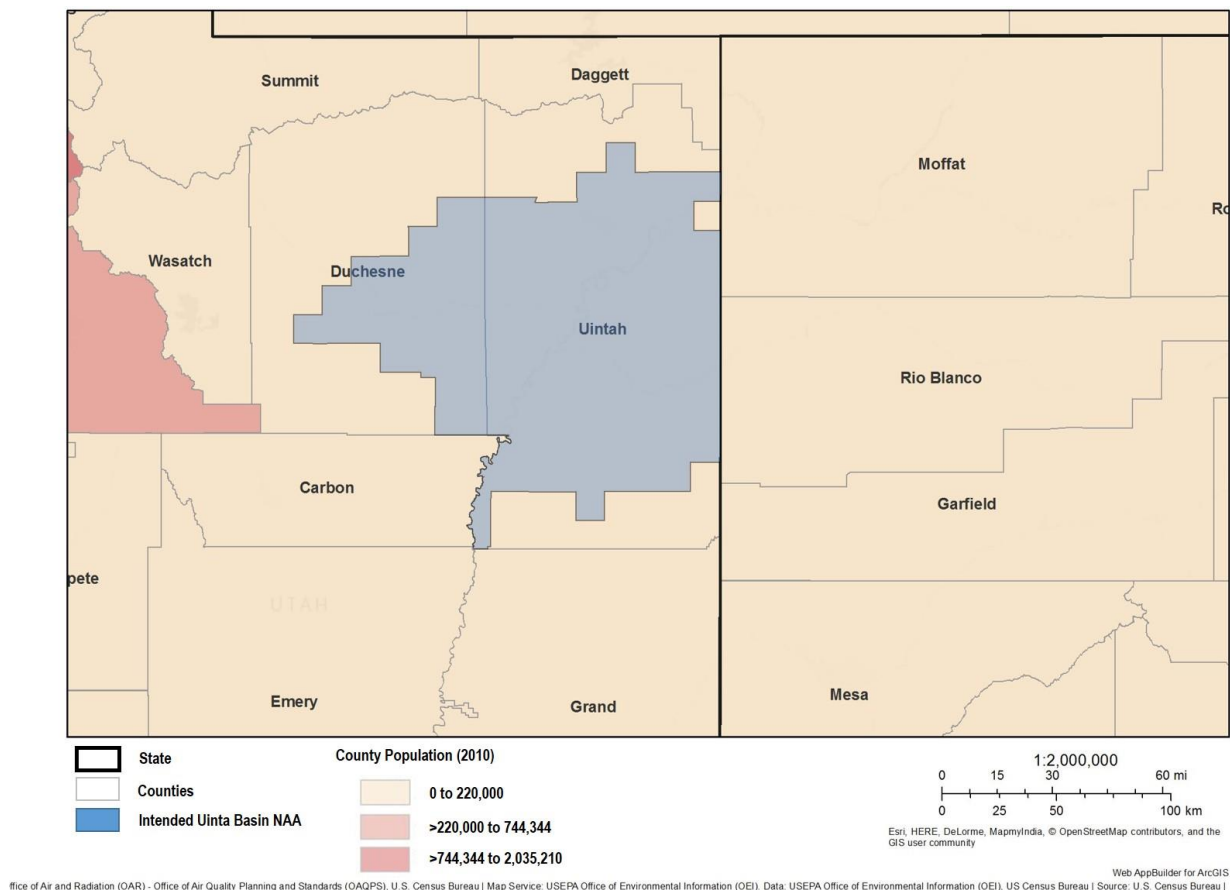 Summit
Daggett
Moffat
Ro
Wasatch
Duchesne
Uintah
Rio Blanco
Carbon
Garfield
pete
UTAH
Emery
Grand
Mesa
State
Counties
Intended Uinta Basin NAA
County Population (2010)
0 to 220,000
>220,000 to 744,344
>744,344 to 2,035,210
1:2,000,000
0 15 30 60 mi
0 25 50 100 km
Esri, HERE, DeLorme, MapmyIndia, © OpenStreetMap contributors, and the
GIS user community
Web AppBuilder for ArcGIS
ffice of Air and Radiation (OAR) - Office of Air Quality Planning and Standards (OAQPS), U.S. Census Bureau | Map Service: USEPA Office of Environmental Information (OEI), Data: USEPA Office of Environmental Information (OEI), US Census Bureau | Source: U.S. Census Bureau |